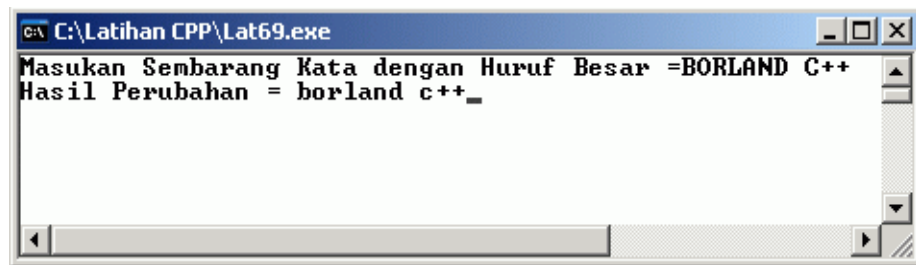 C:\Latihan CPP\Lat69.exe
Masukan Sembarang Kata dengan Huruf Besar =BORLAND C++
Hasil Perubahan = borland c++_